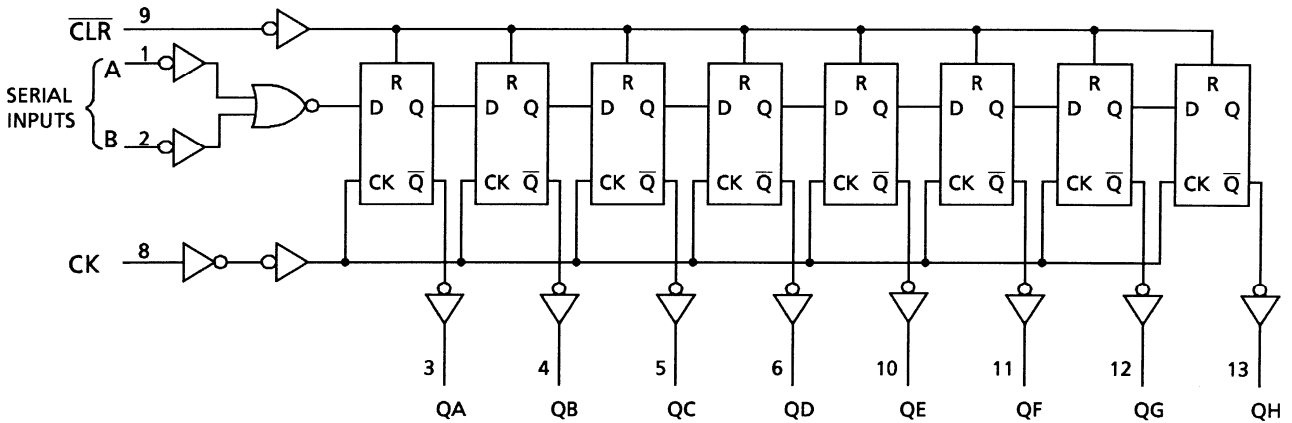 C̅L̅R̅ 9
A 1
SERIAL INPUTS
B 2
R R R R R R R R
D Q D Q D Q D Q D Q D Q D Q D Q
CK Q̅ CK Q̅ CK Q̅ CK Q̅ CK Q̅ CK Q̅ CK Q̅ CK Q̅
CK 8
3 4 5 6 10 11 12 13
QA QB QC QD QE QF QG QH